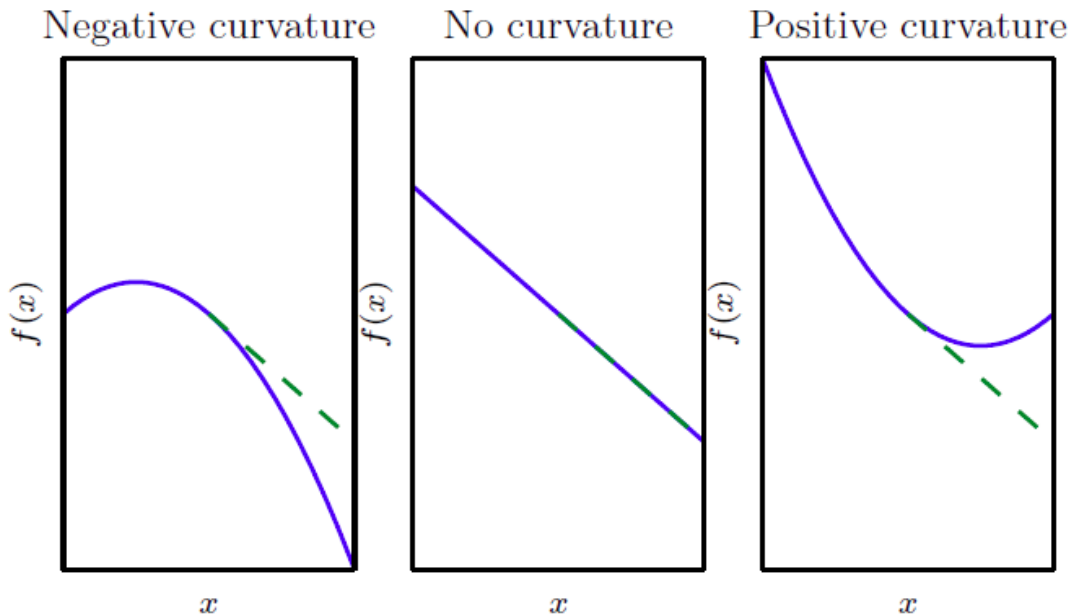 Negative curvature
No curvature
Positive curvature
f(x)
f(x)
f(x)
x
x
x